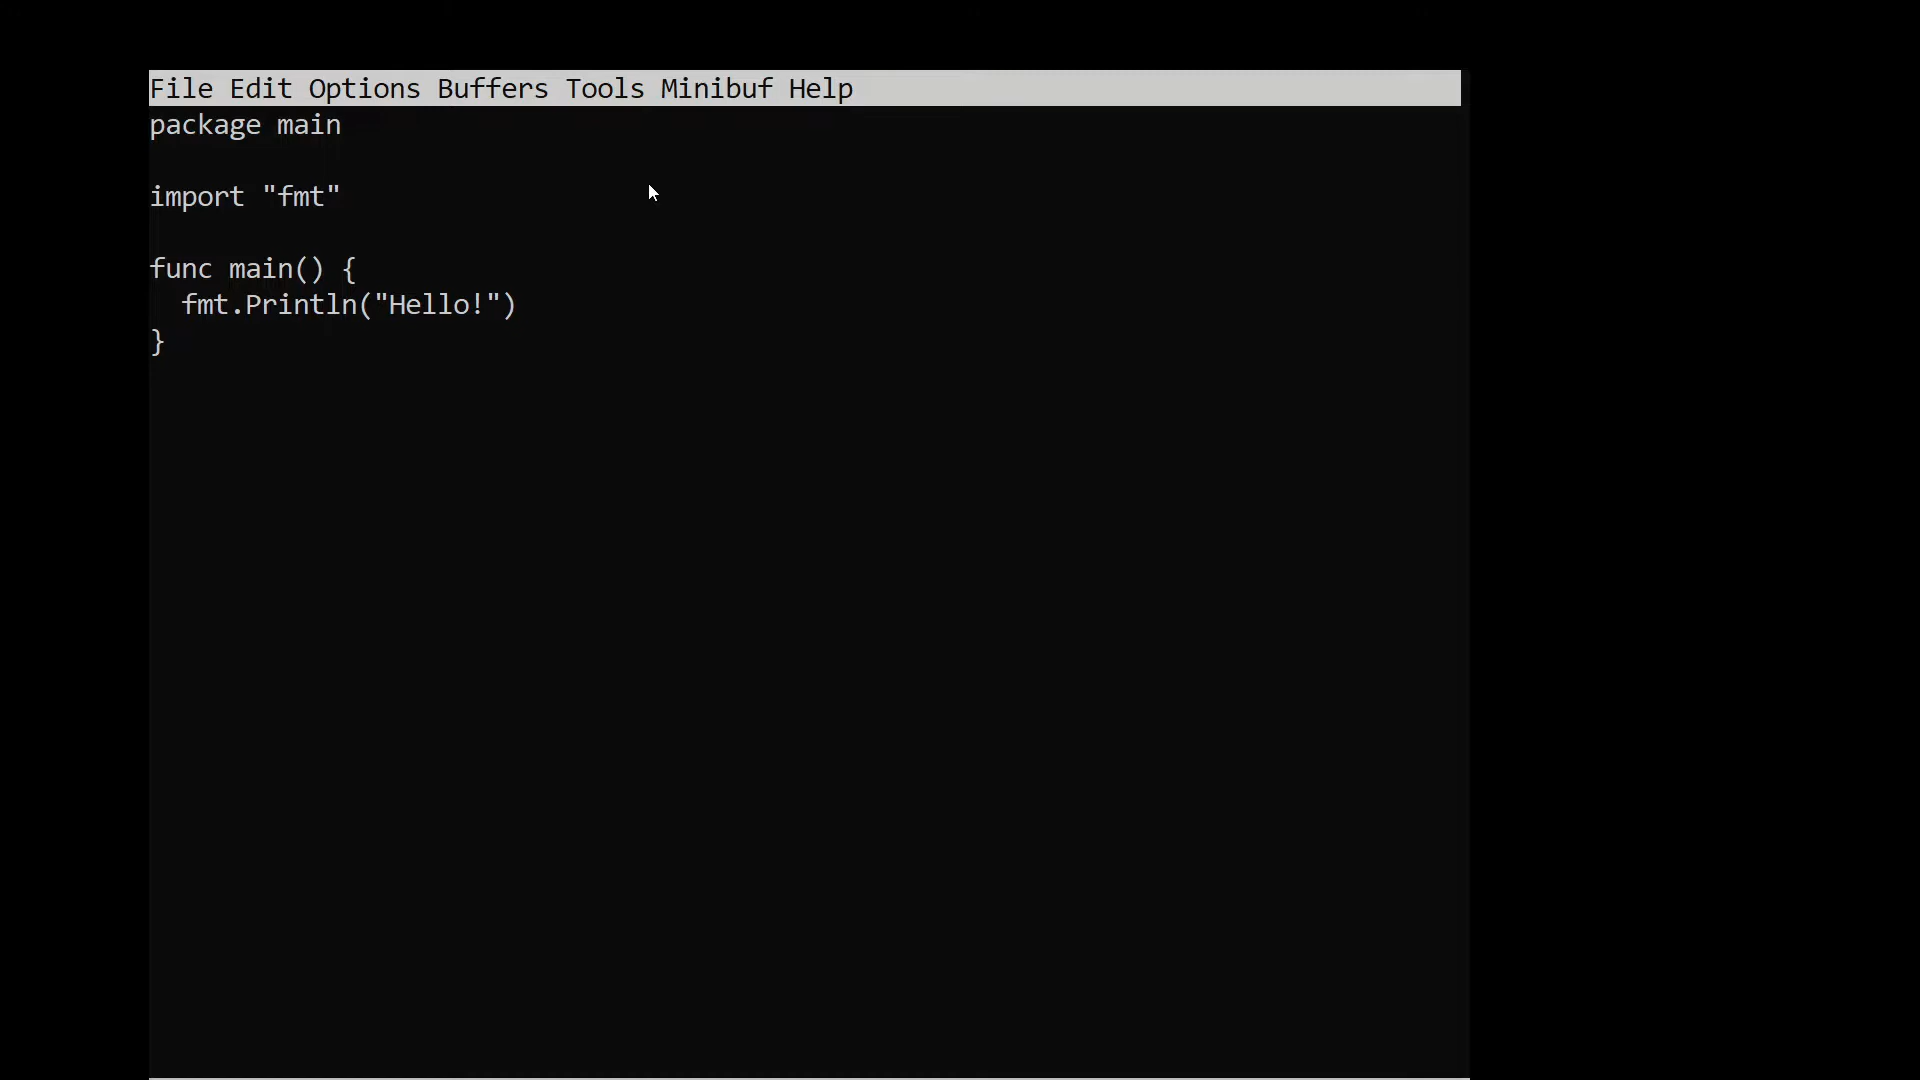 File Edit Options Buffers Tools Minibuf Help
package main
import "fmt"
func main() {
  fmt.Println("Hello!")
}